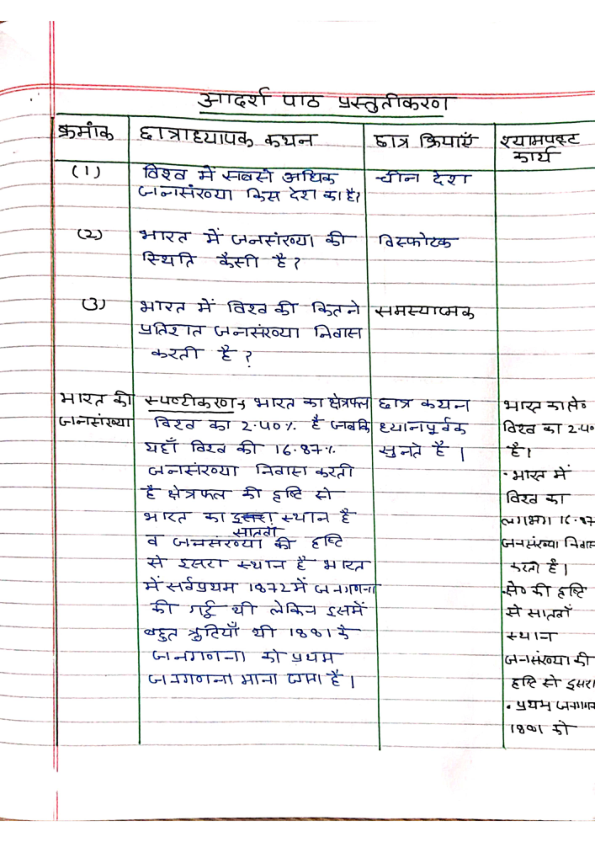 आदर्श पाठ प्रस्तुतीकरण
क्रमांक छात्राध्यापक कथन छात्र क्रियाएँ श्यामपट्ट
कार्य
(1) विश्व में सबसे अधिक चीन देश
जनसंख्या किस देश का है?
(2) भारत में जनसंख्या की विस्फोटक
स्थिति कैसी है?
(3) भारत में विश्व की कितने समस्यात्मक
प्रतिशत जनसंख्या निवास
करती है?
भारत की स्पष्टीकरण→ भारत का क्षेत्रफल छात्र कथन भारत का क्षे०
जनसंख्या विश्व का 2.40% है जबकि ध्यानपूर्वक विश्व का 2.40
यहाँ विश्व की 16.87% सुनते है। है।
जनसंख्या निवास करती • भारत में
है क्षेत्रफल की दृष्टि से विश्व का
भारत का दूसरा स्थान है लगभग 16.87
सातवाँ
व जनसंख्या की दृष्टि जनसंख्या निवास
से दूसरा स्थान है भारत करती है।
में सर्वप्रथम 1872 में जनगणना •क्षे० की दृष्टि
की गई थी लेकिन इसमें से सातवाँ
बहुत त्रुटियाँ थी 1881 के स्थान
जनगणना को प्रथम जनसंख्या की
जनगणना माना जाता है। दृष्टि से दूसरा
• प्रथम जनगणन
1881 को